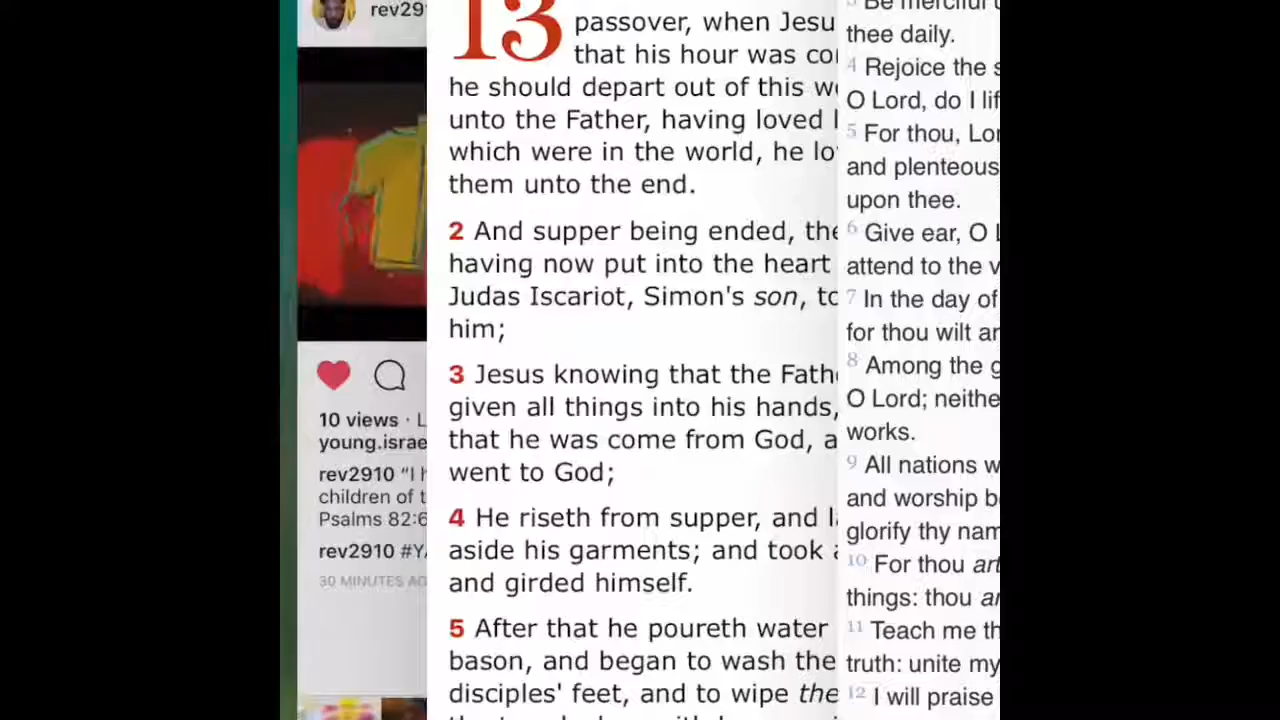 rev29
10 views · L
young.israe
rev2910 "I h
children of t
Psalms 82:6
rev2910 #Y
30 MINUTES AG
13 passover, when Jesu
that his hour was co
he should depart out of this w
unto the Father, having loved
which were in the world, he lo
them unto the end.
2 And supper being ended, the
having now put into the heart
Judas Iscariot, Simon's son, to
him;
3 Jesus knowing that the Fath
given all things into his hands,
that he was come from God, a
went to God;
4 He riseth from supper, and l
aside his garments; and took a
and girded himself.
5 After that he poureth water
bason, and began to wash the
disciples' feet, and to wipe the
3 Be merciful
thee daily.
4 Rejoice the s
O Lord, do I lif
5 For thou, Lor
and plenteous
upon thee.
6 Give ear, O L
attend to the v
7 In the day of
for thou wilt an
8 Among the g
O Lord; neithe
works.
9 All nations w
and worship b
glorify thy nam
10 For thou art
things: thou ar
11 Teach me th
truth: unite my
12 I will praise